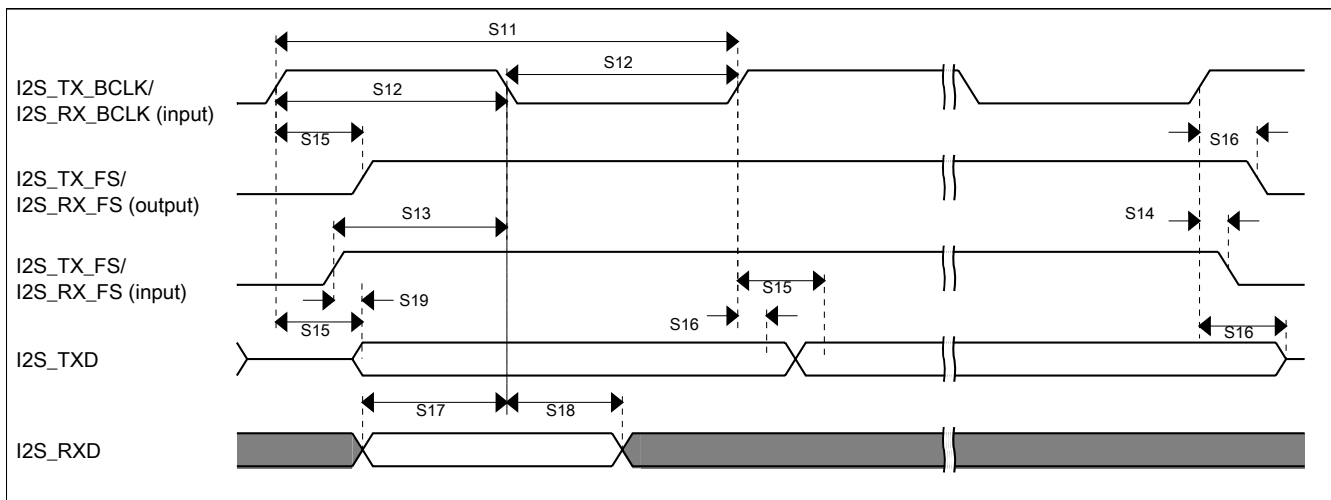 S11
I2S_TX_BCLK/
I2S_RX_BCLK (input)
S12
S12
S15
S16
I2S_TX_FS/
I2S_RX_FS (output)
S13
S14
I2S_TX_FS/
I2S_RX_FS (input)
S19
S15
S15
S16
S16
I2S_TXD
S17
S18
I2S_RXD